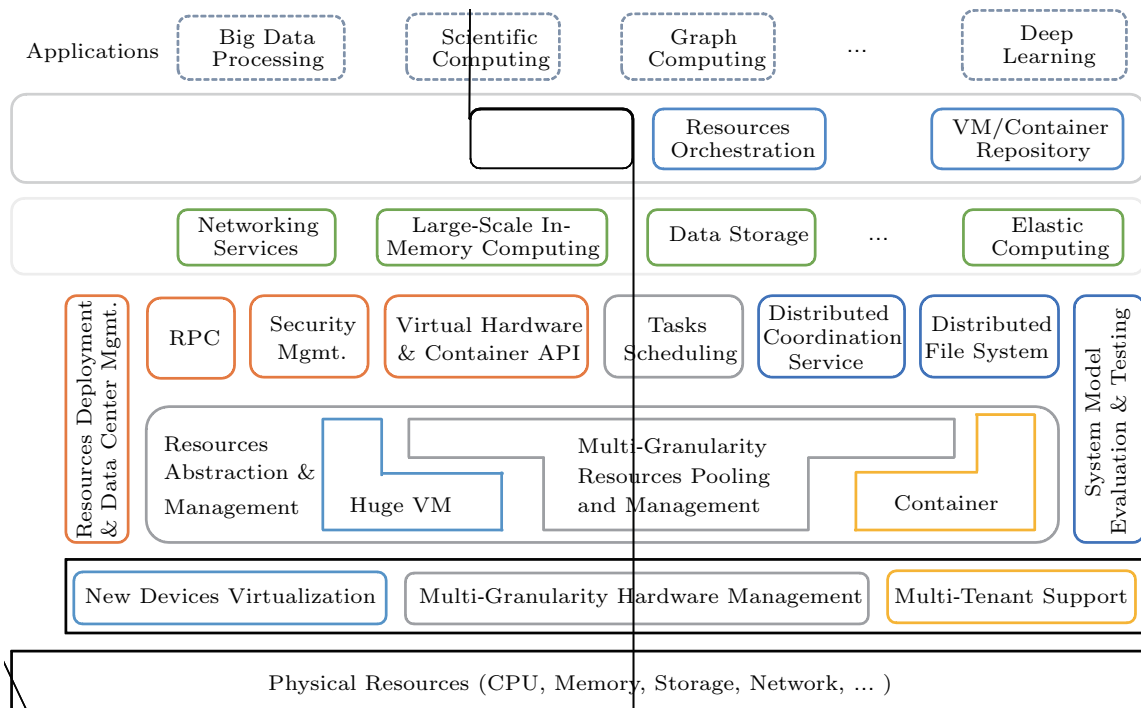 Applications
Big Data
Processing
Scientific
Computing
Graph
Computing
...
Deep
Learning
Resources
Orchestration
VM/Container
Repository
Networking
Services
Large-Scale In-
Memory Computing
Data Storage
...
Elastic
Computing
Resources Deployment
& Data Center Mgmt.
RPC
Security
Mgmt.
Virtual Hardware
& Container API
Tasks
Scheduling
Distributed
Coordination
Service
Distributed
File System
System Model
Evaluation & Testing
Resources
Abstraction &
Management
Huge VM
Multi-Granularity
Resources Pooling
and Management
Container
New Devices Virtualization
Multi-Granularity Hardware Management
Multi-Tenant Support
Physical Resources (CPU, Memory, Storage, Network, ... )